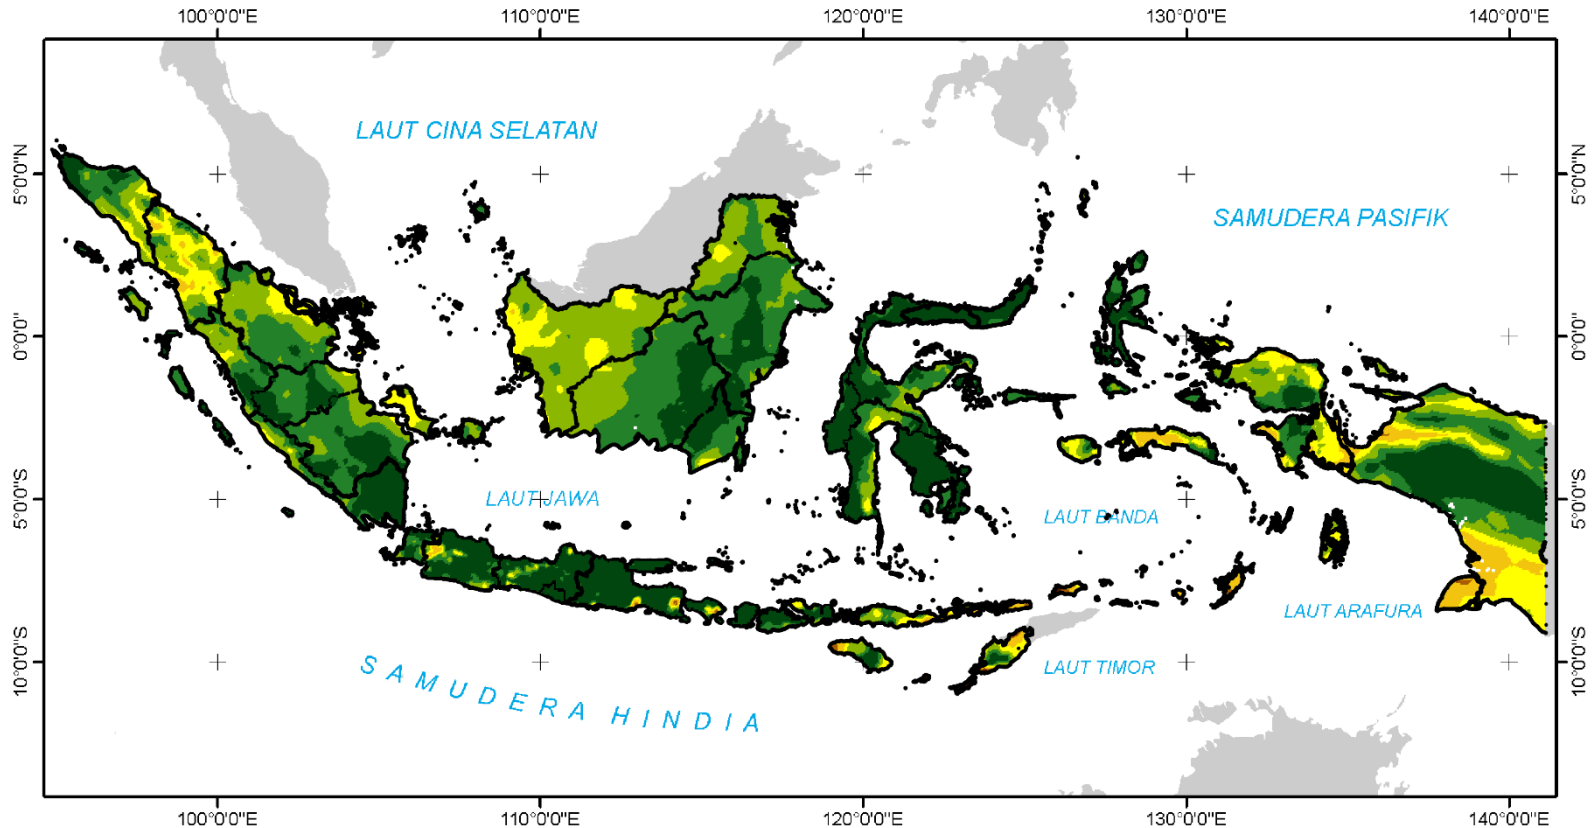 100°0'0"E 110°0'0"E 120°0'0"E 130°0'0"E 140°0'0"E
LAUT CINA SELATAN
5°0'0"N 5°0'0"N
SAMUDERA PASIFIK
0°0'0" 0°0'0"
5°0'0"S LAUT JAWA 5°0'0"S
LAUT BANDA
LAUT ARAFURA
10°0'0"S LAUT TIMOR 10°0'0"S
SAMUDERA HINDIA
100°0'0"E 110°0'0"E 120°0'0"E 130°0'0"E 140°0'0"E